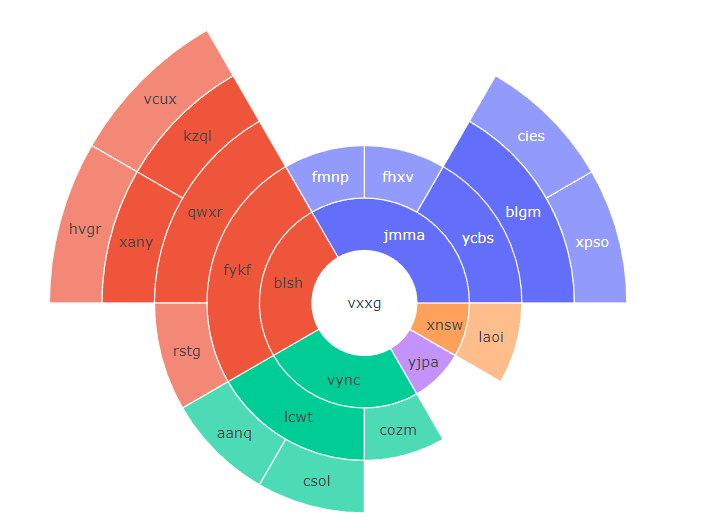 vcux
kzql
cies
fmnp
fhxv
qwxr
blgm
hvgr
xany
jmma
ycbs
xpso
fykf
blsh
vxxg
xnsw
laoi
rstg
yjpa
vync
lcwt
cozm
aanq
csol